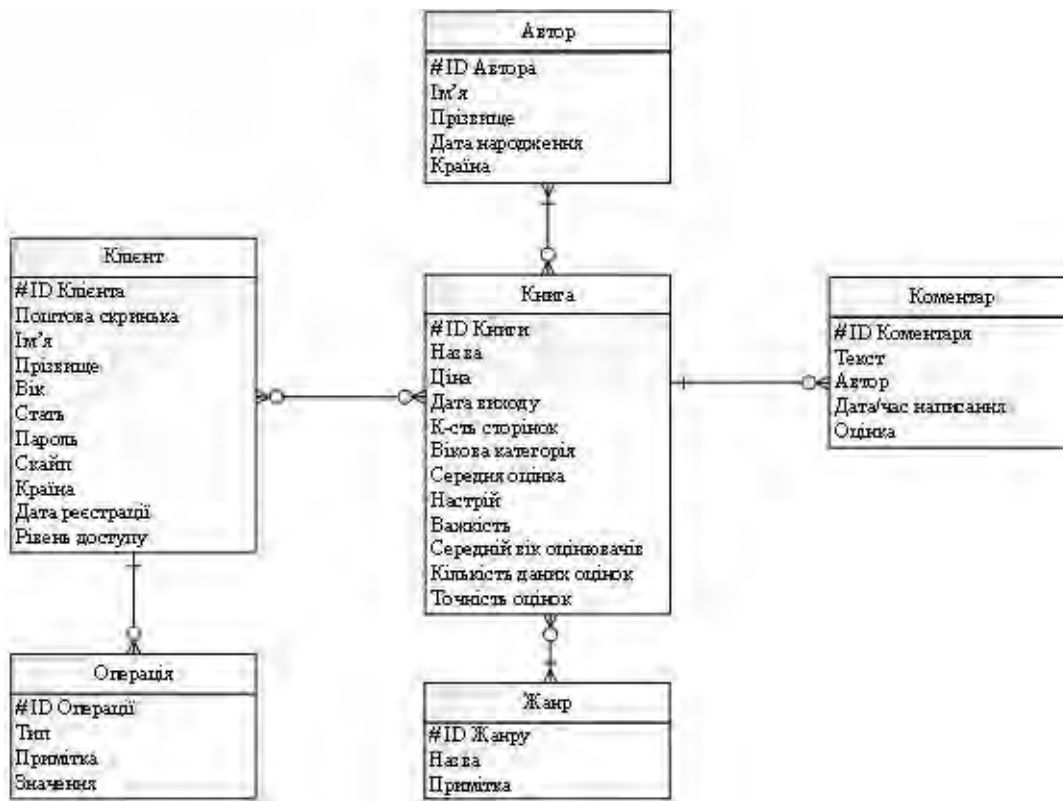 Автор
#ID Автора
Ім'я
Прізвище
Дата народження
Країна
Клієнт
#ID Клієнта
Поштова скринька
Ім'я
Прізвище
Вік
Стать
Пароль
Скайп
Країна
Дата реєстрації
Рівень доступу
Книга
#ID Книги
Назва
Ціна
Дата виходу
К-сть сторінок
Вікова категорія
Середня оцінка
Настрій
Важкість
Середній вік оцінювачів
Кількість даних оцінок
Точність оцінок
Коментар
#ID Коментаря
Текст
Автор
Дата/час написання
Оцінка
Операція
#ID Операції
Тип
Примітка
Значення
Жанр
#ID Жанру
Назва
Примітка